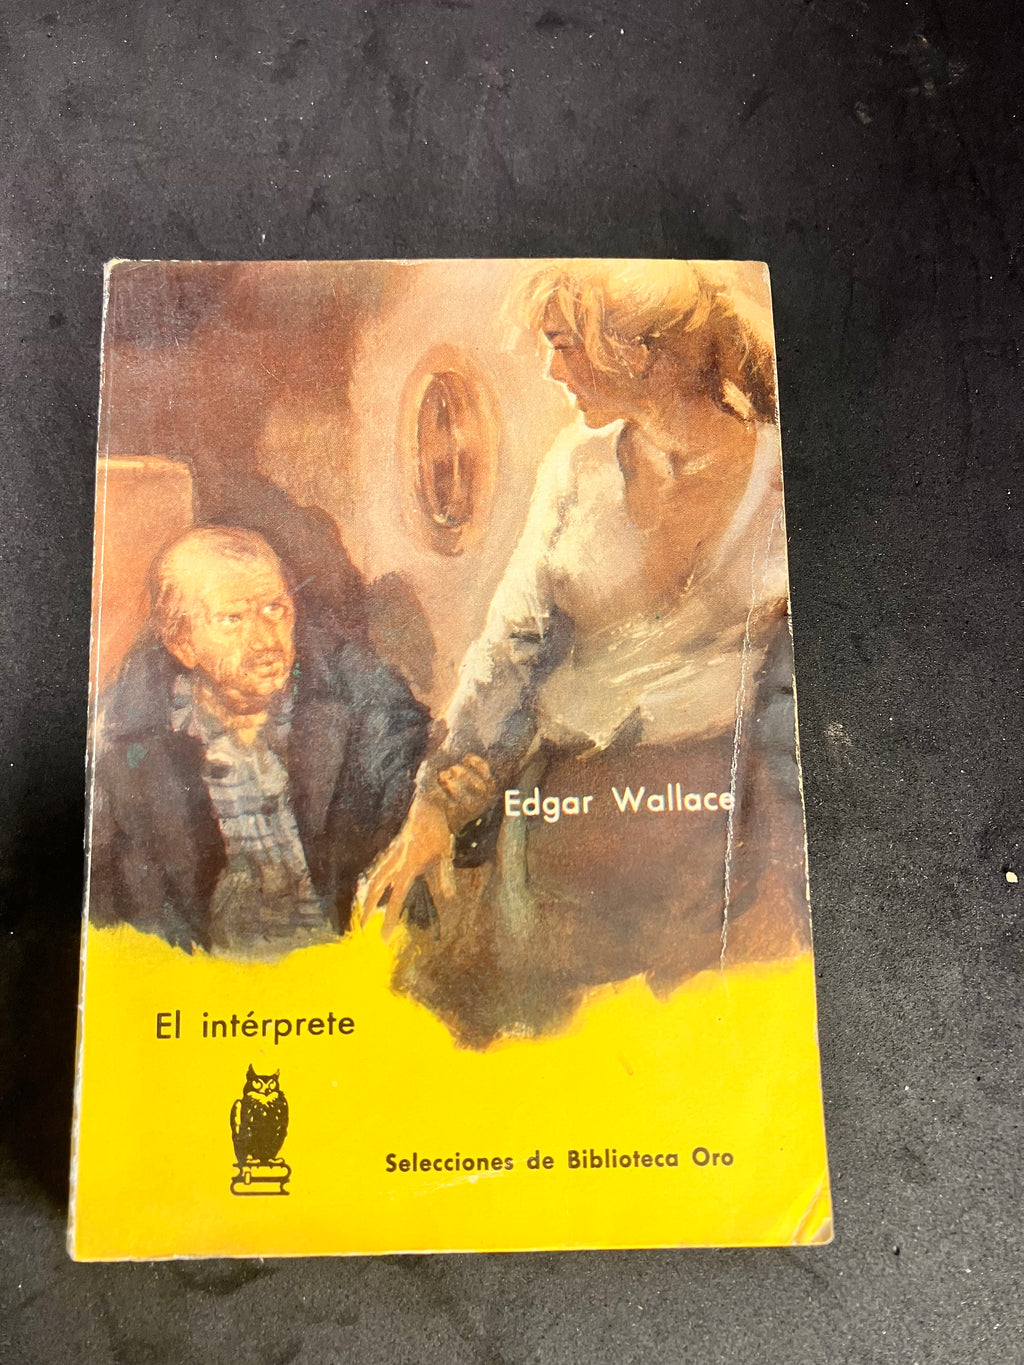 Edgar Wallace
El intérprete
Selecciones de Biblioteca Oro